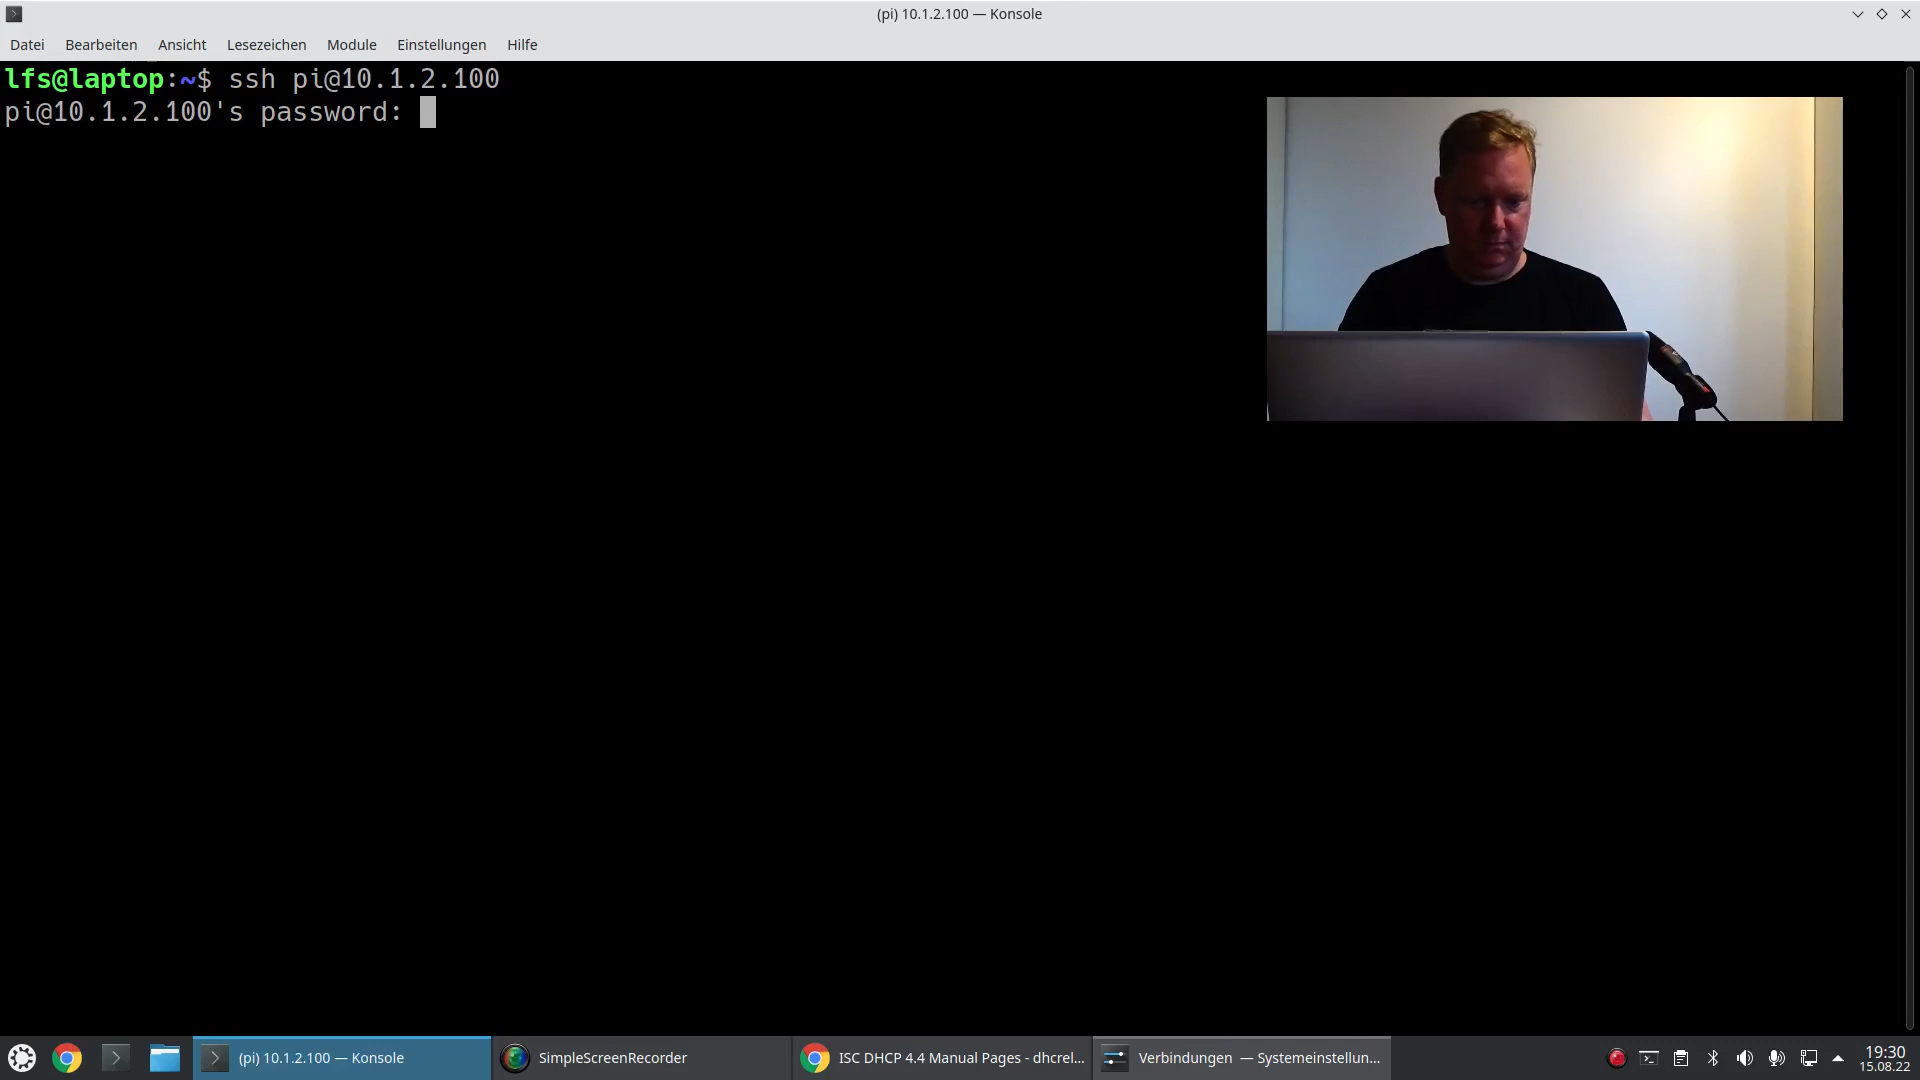 (pi) 10.1.2.100 — Konsole
Datei Bearbeiten Ansicht Lesezeichen Module Einstellungen Hilfe
lfs@laptop:~$ ssh pi@10.1.2.100
pi@10.1.2.100's password:
(pi) 10.1.2.100 — Konsole SimpleScreenRecorder ISC DHCP 4.4 Manual Pages - dhcrel... Verbindungen — Systemeinstellun... 19:30
15.08.22